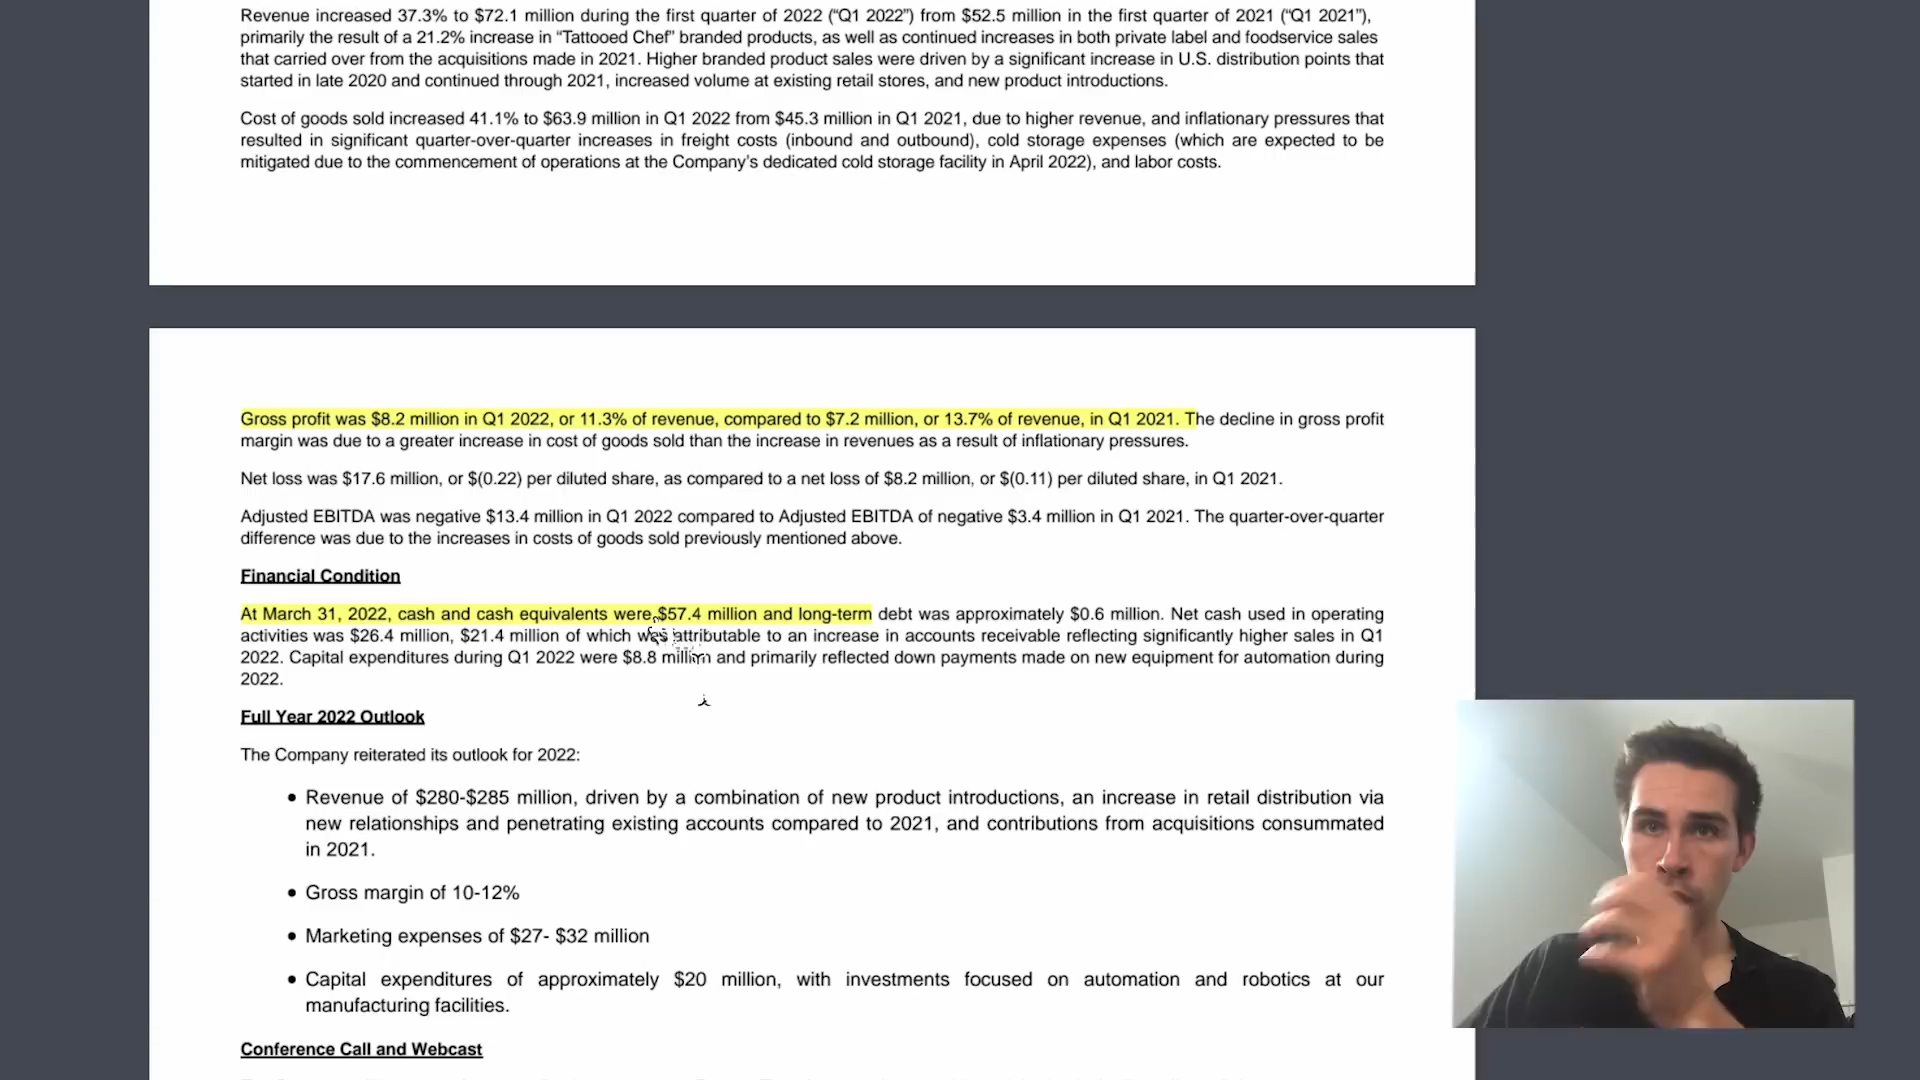 Revenue increased 37.3% to $72.1 million during the first quarter of 2022 (“Q1 2022”) from $52.5 million in the first quarter of 2021 (“Q1 2021”),
primarily the result of a 21.2% increase in “Tattooed Chef” branded products, as well as continued increases in both private label and foodservice sales
that carried over from the acquisitions made in 2021. Higher branded product sales were driven by a significant increase in U.S. distribution points that
started in late 2020 and continued through 2021, increased volume at existing retail stores, and new product introductions.
Cost of goods sold increased 41.1% to $63.9 million in Q1 2022 from $45.3 million in Q1 2021, due to higher revenue, and inflationary pressures that
resulted in significant quarter-over-quarter increases in freight costs (inbound and outbound), cold storage expenses (which are expected to be
mitigated due to the commencement of operations at the Company’s dedicated cold storage facility in April 2022), and labor costs.
Gross profit was $8.2 million in Q1 2022, or 11.3% of revenue, compared to $7.2 million, or 13.7% of revenue, in Q1 2021. The decline in gross profit
margin was due to a greater increase in cost of goods sold than the increase in revenues as a result of inflationary pressures.
Net loss was $17.6 million, or $(0.22) per diluted share, as compared to a net loss of $8.2 million, or $(0.11) per diluted share, in Q1 2021.
Adjusted EBITDA was negative $13.4 million in Q1 2022 compared to Adjusted EBITDA of negative $3.4 million in Q1 2021. The quarter-over-quarter
difference was due to the increases in costs of goods sold previously mentioned above.
Financial Condition
At March 31, 2022, cash and cash equivalents were $57.4 million and long-term debt was approximately $0.6 million. Net cash used in operating
activities was $26.4 million, $21.4 million of which was attributable to an increase in accounts receivable reflecting significantly higher sales in Q1
2022. Capital expenditures during Q1 2022 were $8.8 million and primarily reflected down payments made on new equipment for automation during
2022.
Full Year 2022 Outlook
The Company reiterated its outlook for 2022:
• Revenue of $280-$285 million, driven by a combination of new product introductions, an increase in retail distribution via
new relationships and penetrating existing accounts compared to 2021, and contributions from acquisitions consummated
in 2021.
• Gross margin of 10-12%
• Marketing expenses of $27- $32 million
• Capital expenditures of approximately $20 million, with investments focused on automation and robotics at our
manufacturing facilities.
Conference Call and Webcast